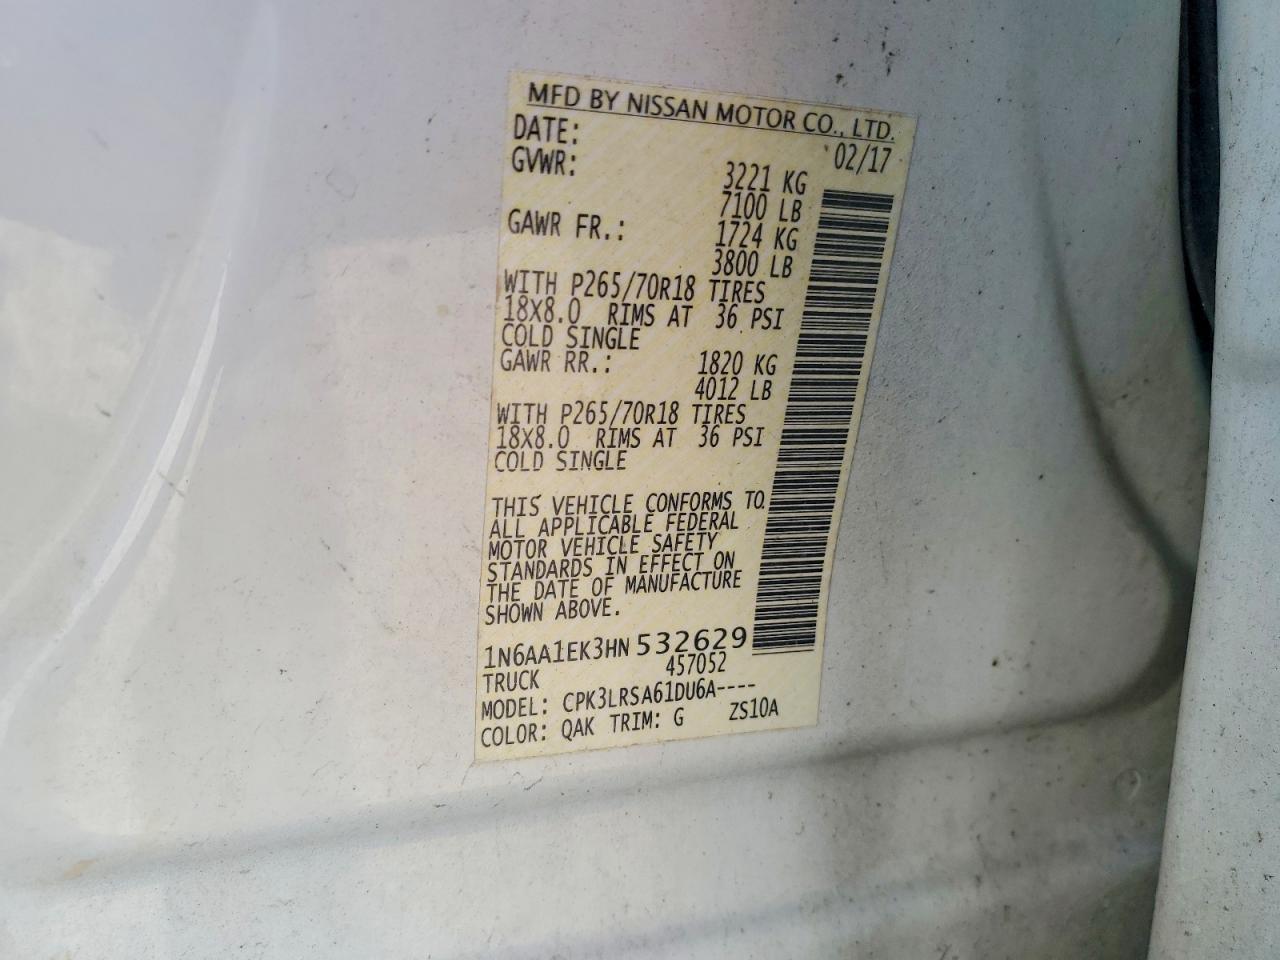 MFD BY NISSAN MOTOR CO., LTD.
DATE: 02/17
GVWR: 3221 KG
7100 LB
GAWR FR.: 1724 KG
3800 LB
WITH P265/70R18 TIRES
18X8.0 RIMS AT 36 PSI
COLD SINGLE
GAWR RR.: 1820 KG
4012 LB
WITH P265/70R18 TIRES
18X8.0 RIMS AT 36 PSI
COLD SINGLE
THIS VEHICLE CONFORMS TO
ALL APPLICABLE FEDERAL
MOTOR VEHICLE SAFETY
STANDARDS IN EFFECT ON
THE DATE OF MANUFACTURE
SHOWN ABOVE.
1N6AA1EK3HN532629
TRUCK 457052
MODEL: CPK3LRSA61DU6A----
COLOR: QAK TRIM: G ZS10A